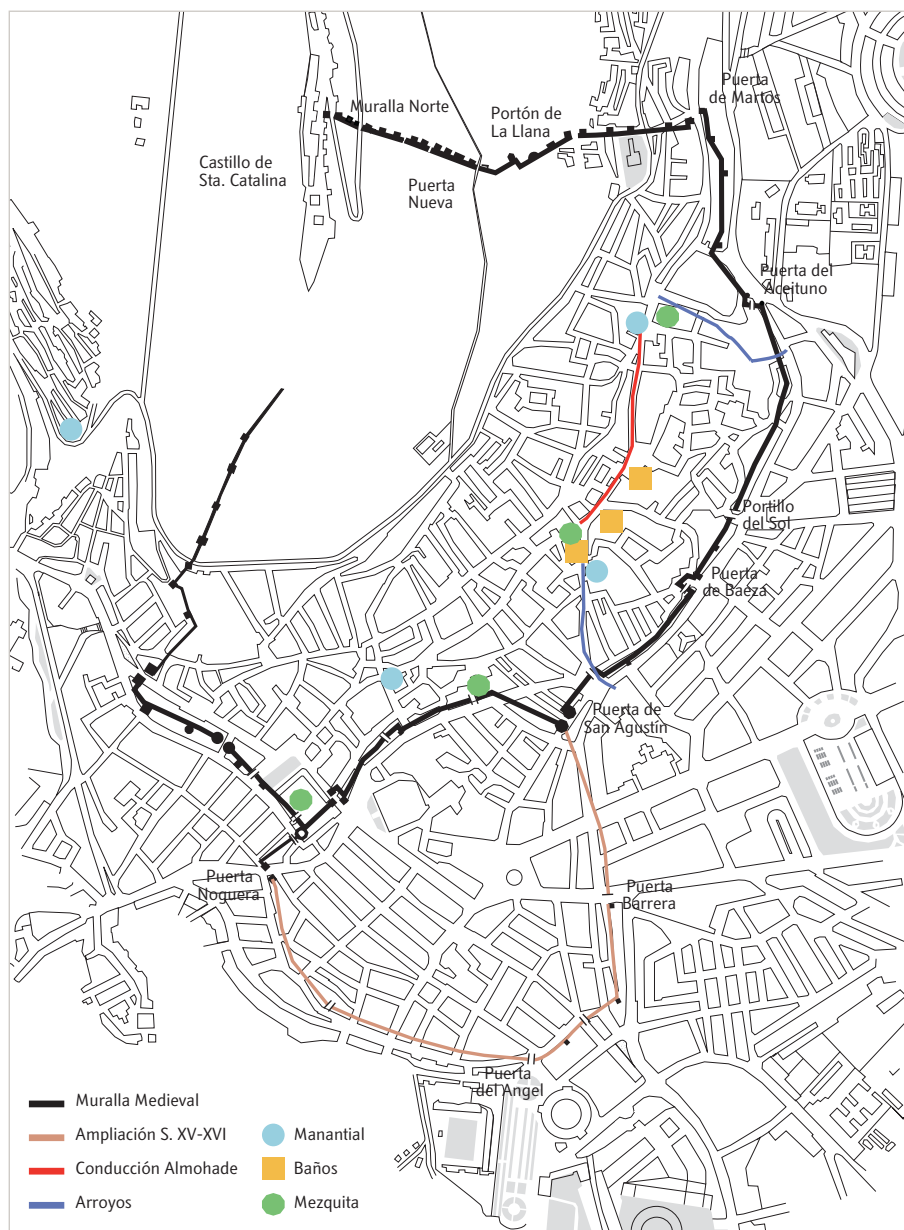 Puerta
de Martos
Muralla Norte
Portón de
La Llana
Castillo de
Sta. Catalina
Puerta
Nueva
Puerta del
Aceituno
Portillo
del Sol
Puerta
de Baeza
Puerta de
San Agustín
Puerta
Noguera
Puerta
Barrera
Puerta
del Angel
Muralla Medieval
Ampliación S. XV-XVI
Conducción Almohade
Arroyos
Manantial
Baños
Mezquita